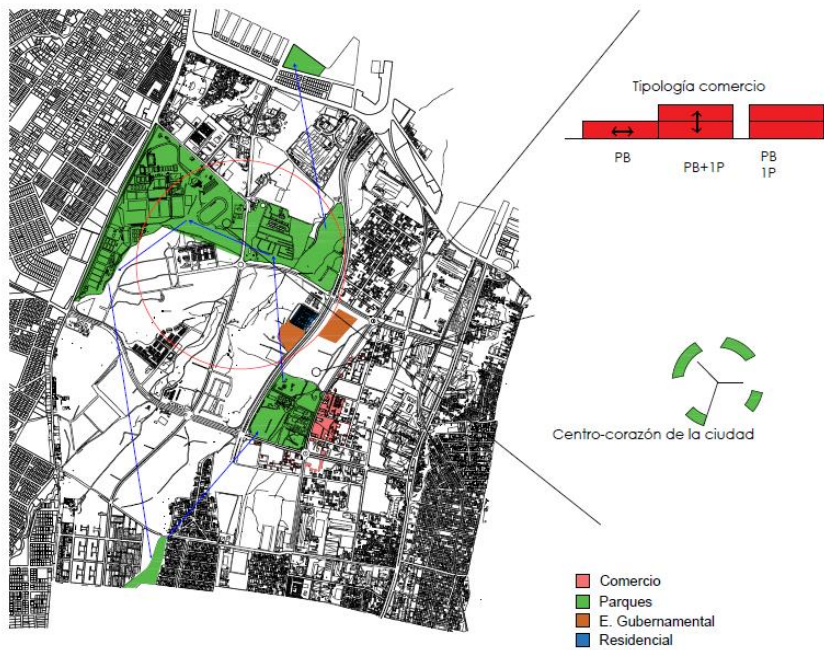 Tipología comercio
PB
PB+1P
PB
1P
Centro-corazón de la ciudad
Comercio
Parques
E. Gubernamental
Residencial